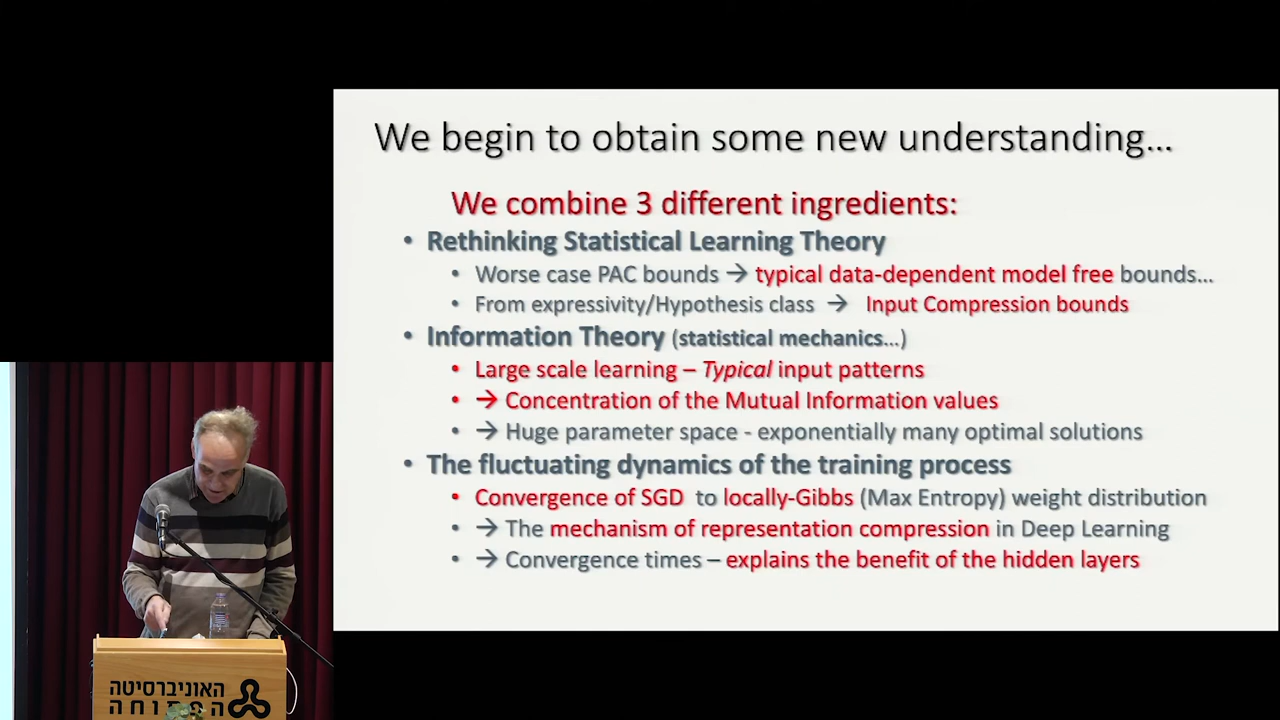 We begin to obtain some new understanding...
We combine 3 different ingredients:
• Rethinking Statistical Learning Theory
• Worse case PAC bounds → typical data-dependent model free bounds...
• From expressivity/Hypothesis class → Input Compression bounds
• Information Theory (statistical mechanics...)
• Large scale learning – Typical input patterns
• → Concentration of the Mutual Information values
• → Huge parameter space - exponentially many optimal solutions
• The fluctuating dynamics of the training process
• Convergence of SGD to locally-Gibbs (Max Entropy) weight distribution
• → The mechanism of representation compression in Deep Learning
• → Convergence times – explains the benefit of the hidden layers
האוניברסיטה
הפתוחה